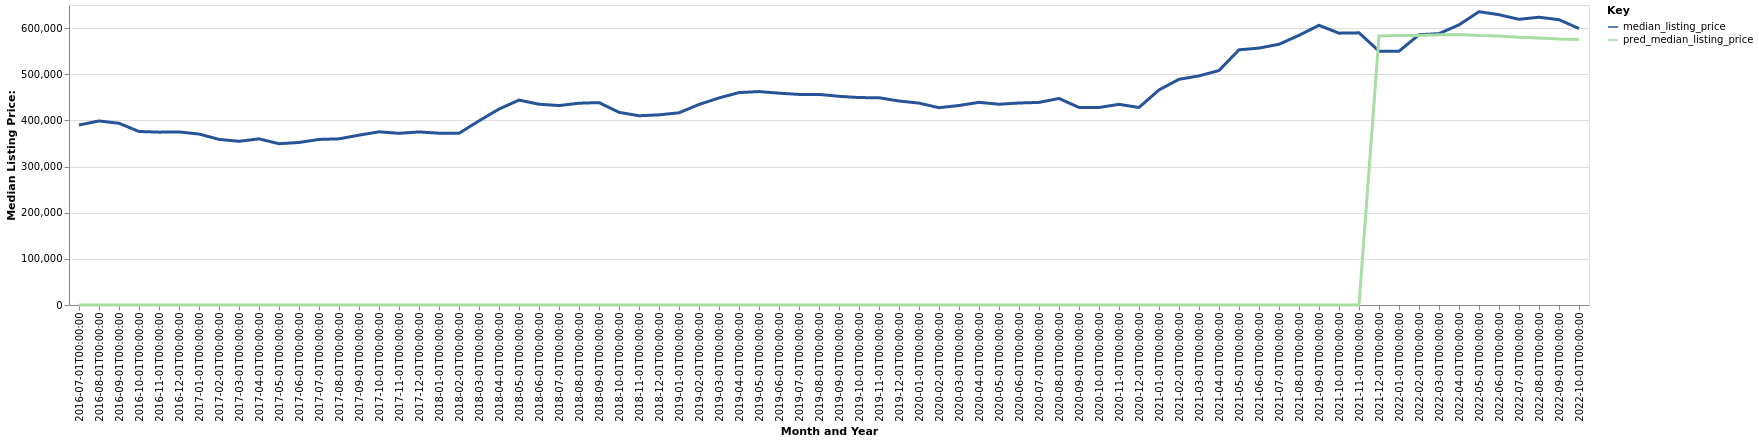 Key
median_listing_price
pred_median_listing_price
Median Listing Price:
600,000
500,000
400,000
300,000
200,000
100,000
0
2016-07-01T00:00:00
2016-08-01T00:00:00
2016-09-01T00:00:00
2016-10-01T00:00:00
2016-11-01T00:00:00
2016-12-01T00:00:00
2017-01-01T00:00:00
2017-02-01T00:00:00
2017-03-01T00:00:00
2017-04-01T00:00:00
2017-05-01T00:00:00
2017-06-01T00:00:00
2017-07-01T00:00:00
2017-08-01T00:00:00
2017-09-01T00:00:00
2017-10-01T00:00:00
2017-11-01T00:00:00
2017-12-01T00:00:00
2018-01-01T00:00:00
2018-02-01T00:00:00
2018-03-01T00:00:00
2018-04-01T00:00:00
2018-05-01T00:00:00
2018-06-01T00:00:00
2018-07-01T00:00:00
2018-08-01T00:00:00
2018-09-01T00:00:00
2018-10-01T00:00:00
2018-11-01T00:00:00
2018-12-01T00:00:00
2019-01-01T00:00:00
2019-02-01T00:00:00
2019-03-01T00:00:00
2019-04-01T00:00:00
2019-05-01T00:00:00
2019-06-01T00:00:00
2019-07-01T00:00:00
2019-08-01T00:00:00
2019-09-01T00:00:00
2019-10-01T00:00:00
2019-11-01T00:00:00
2019-12-01T00:00:00
2020-01-01T00:00:00
2020-02-01T00:00:00
2020-03-01T00:00:00
2020-04-01T00:00:00
2020-05-01T00:00:00
2020-06-01T00:00:00
2020-07-01T00:00:00
2020-08-01T00:00:00
2020-09-01T00:00:00
2020-10-01T00:00:00
2020-11-01T00:00:00
2020-12-01T00:00:00
2021-01-01T00:00:00
2021-02-01T00:00:00
2021-03-01T00:00:00
2021-04-01T00:00:00
2021-05-01T00:00:00
2021-06-01T00:00:00
2021-07-01T00:00:00
2021-08-01T00:00:00
2021-09-01T00:00:00
2021-10-01T00:00:00
2021-11-01T00:00:00
2021-12-01T00:00:00
2022-01-01T00:00:00
2022-02-01T00:00:00
2022-03-01T00:00:00
2022-04-01T00:00:00
2022-05-01T00:00:00
2022-06-01T00:00:00
2022-07-01T00:00:00
2022-08-01T00:00:00
2022-09-01T00:00:00
2022-10-01T00:00:00
Month and Year